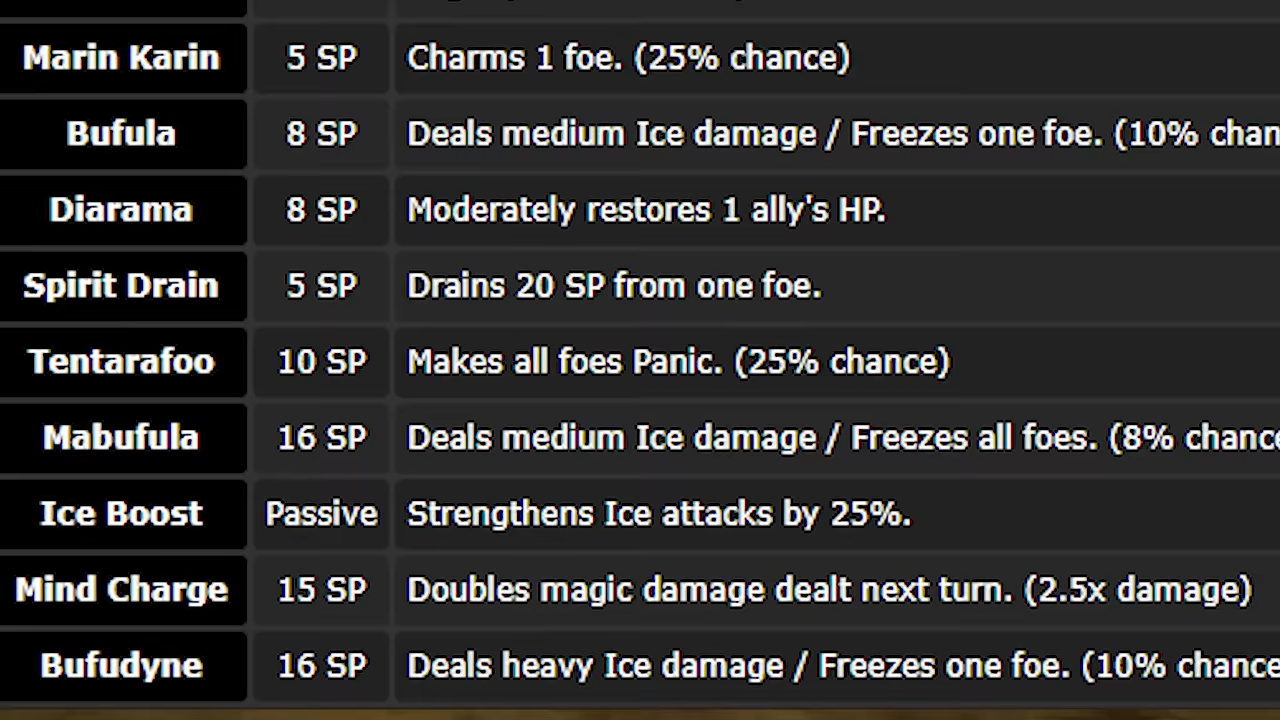 Marin Karin 5 SP Charms 1 foe. (25% chance)
Bufula 8 SP Deals medium Ice damage / Freezes one foe. (10% chan
Diarama 8 SP Moderately restores 1 ally's HP.
Spirit Drain 5 SP Drains 20 SP from one foe.
Tentarafoo 10 SP Makes all foes Panic. (25% chance)
Mabufula 16 SP Deals medium Ice damage / Freezes all foes. (8% chance
Ice Boost Passive Strengthens Ice attacks by 25%.
Mind Charge 15 SP Doubles magic damage dealt next turn. (2.5x damage)
Bufudyne 16 SP Deals heavy Ice damage / Freezes one foe. (10% chance